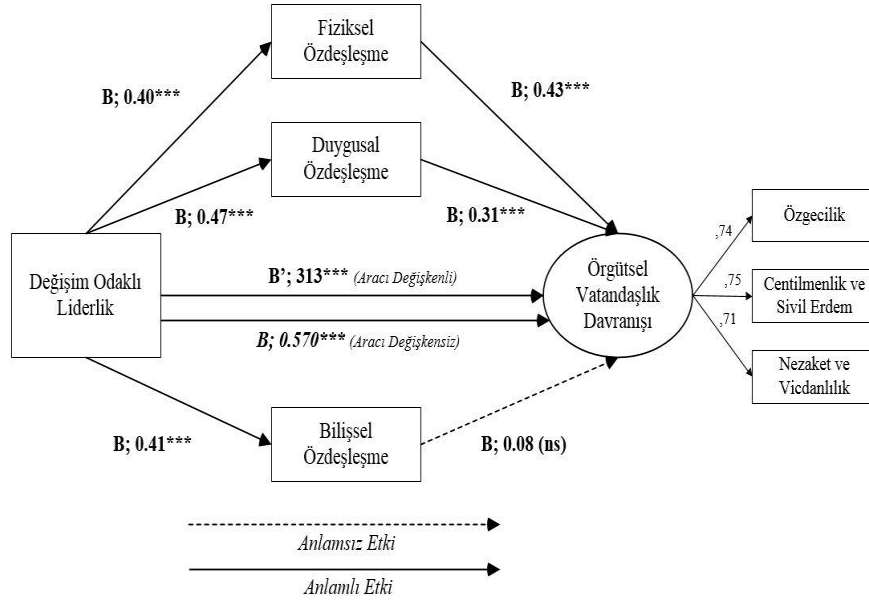 Fiziksel
Özdeşleşme
B; 0.40***
B; 0.43***
Duygusal
Özdeşleşme
B; 0.47***
B; 0.31***
Değişim Odaklı
Liderlik
B’; 313*** (Aracı Değişkenli)
B; 0.570*** (Aracı Değişkensiz)
Örgütsel
Vatandaşlık
Davranışı
,74
,75
,71
Özgecilik
Centilmenlik ve
Sivil Erdem
Nezaket ve
Vicdanlılık
B; 0.41***
Bilişsel
Özdeşleşme
B; 0.08 (ns)
Anlamsız Etki
Anlamlı Etki